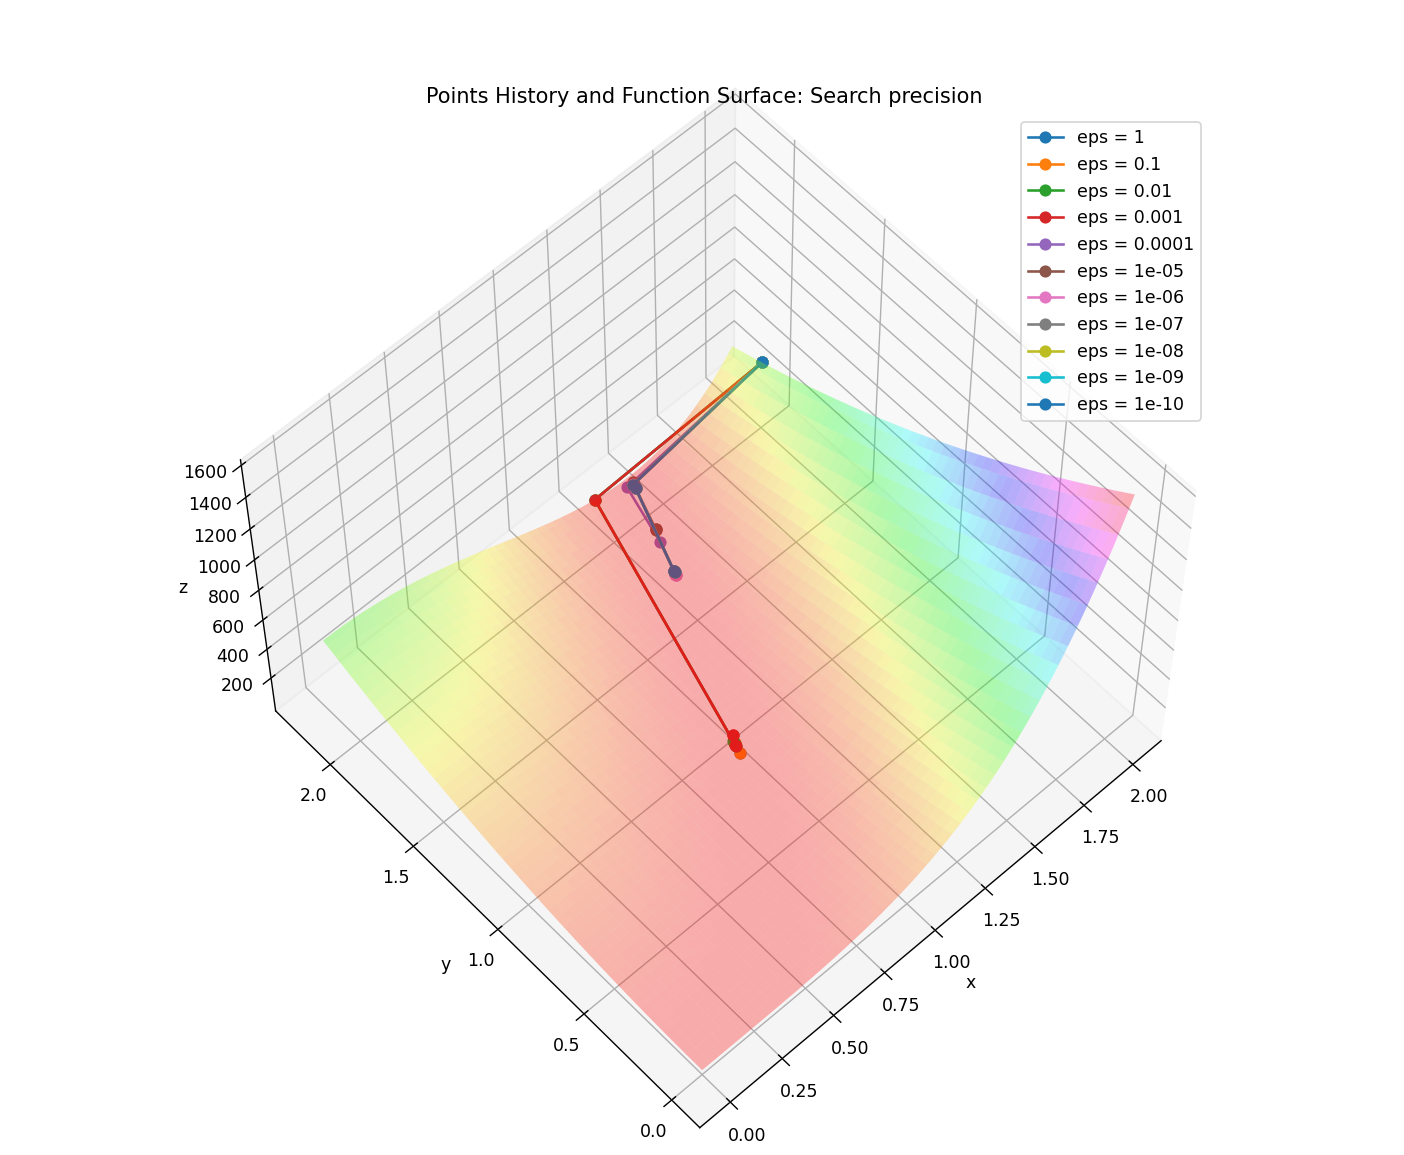 Points History and Function Surface: Search precision
eps = 1
eps = 0.1
eps = 0.01
eps = 0.001
eps = 0.0001
eps = 1e-05
eps = 1e-06
eps = 1e-07
eps = 1e-08
eps = 1e-09
eps = 1e-10
1600
1400
1200
1000
z
800
600
400
200
2.0
1.5
y
1.0
0.5
0.0
2.00
1.75
1.50
1.25
1.00
x
0.75
0.50
0.25
0.00